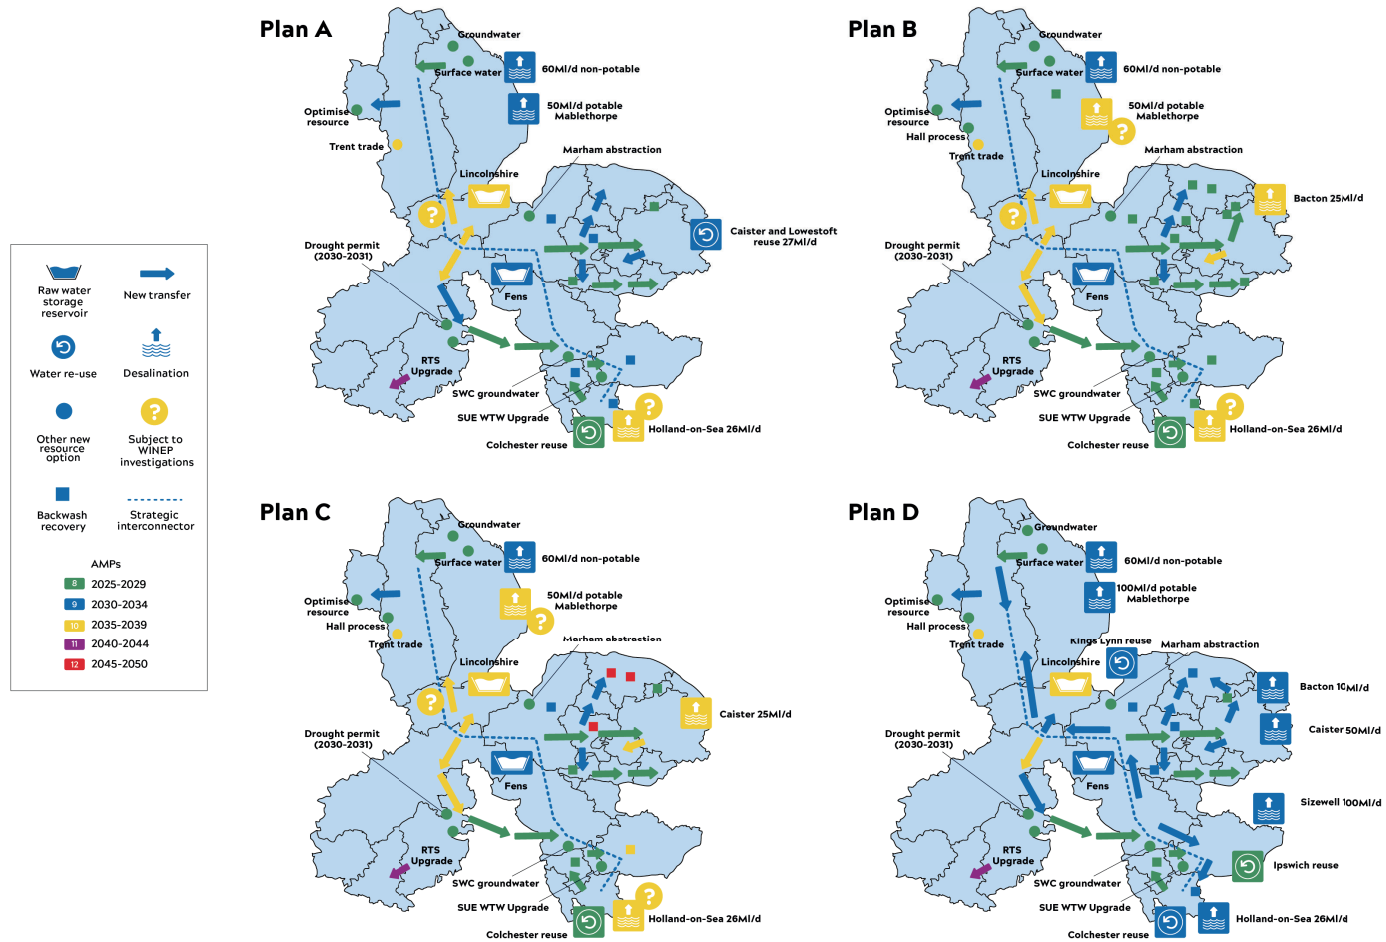 Plan A
Groundwater
Surface water
60Ml/d non-potable
50Ml/d potable
Mablethorpe
Optimise
resource
Trent trade
Marham abstraction
Lincolnshire
Caister and Lowestoft
reuse 27Ml/d
Drought permit
(2030-2031)
Fens
RTS
Upgrade
SWC groundwater
SUE WTW Upgrade
Colchester reuse
Holland-on-Sea 26Ml/d
?
?
Plan B
Groundwater
Surface water
60Ml/d non-potable
50Ml/d potable
Mablethorpe
Optimise
resource
Hall process
Trent trade
Marham abstraction
Lincolnshire
Bacton 25Ml/d
Drought permit
(2030-2031)
Fens
RTS
Upgrade
SWC groundwater
SUE WTW Upgrade
Colchester reuse
Holland-on-Sea 26Ml/d
?
?
?
Raw water
storage
reservoir
New transfer
Water re-use
Desalination
?
Other new
resource
option
Subject to
WINEP
investigations
Backwash
recovery
Strategic
interconnector
AMPs
8 2025-2029
9 2030-2034
10 2035-2039
11 2040-2044
12 2045-2050
Plan C
Groundwater
Surface water
60Ml/d non-potable
50Ml/d potable
Mablethorpe
Optimise
resource
Hall process
Trent trade
Marham abstraction
Lincolnshire
Caister 25Ml/d
Drought permit
(2030-2031)
Fens
RTS
Upgrade
SWC groundwater
SUE WTW Upgrade
Colchester reuse
Holland-on-Sea 26Ml/d
?
?
?
Plan D
Groundwater
Surface water
60Ml/d non-potable
100Ml/d potable
Mablethorpe
Optimise
resource
Hall process
Trent trade
Kings Lynn reuse
Marham abstraction
Lincolnshire
Bacton 10Ml/d
Caister 50Ml/d
Drought permit
(2030-2031)
Fens
Sizewell 100Ml/d
RTS
Upgrade
Ipswich reuse
SWC groundwater
SUE WTW Upgrade
Colchester reuse
Holland-on-Sea 26Ml/d